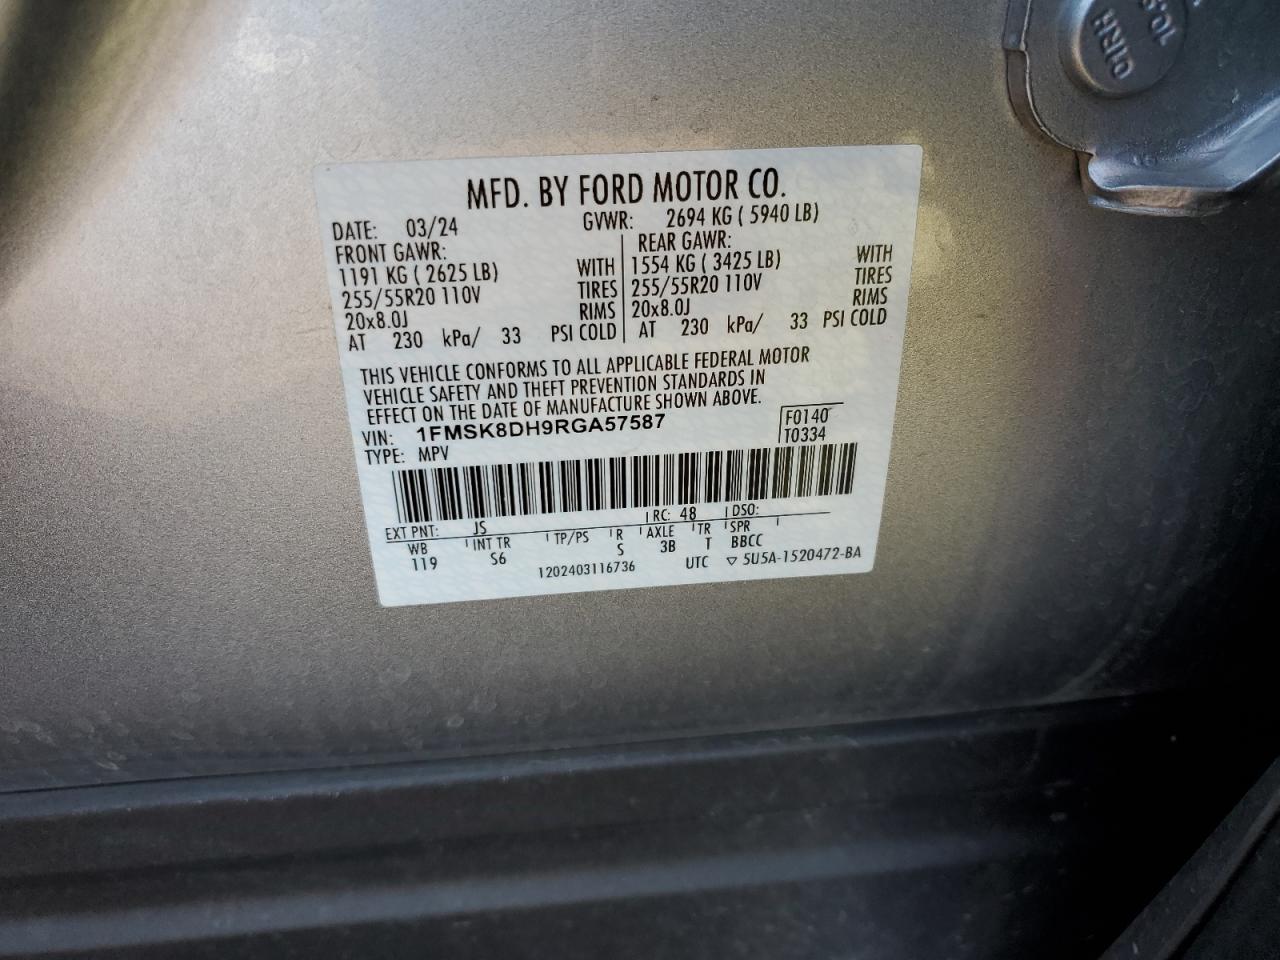 MFD. BY FORD MOTOR CO.
DATE: 03/24 GVWR: 2694 KG ( 5940 LB)
FRONT GAWR: REAR GAWR:
1191 KG ( 2625 LB) WITH 1554 KG ( 3425 LB) WITH
255/55R20 110V TIRES 255/55R20 110V TIRES
20x8.0J RIMS 20x8.0J RIMS
AT 230 kPa/ 33 PSI COLD AT 230 kPa/ 33 PSI COLD
THIS VEHICLE CONFORMS TO ALL APPLICABLE FEDERAL MOTOR
VEHICLE SAFETY AND THEFT PREVENTION STANDARDS IN
EFFECT ON THE DATE OF MANUFACTURE SHOWN ABOVE.
VIN: 1FMSK8DH9RGA57587 F0140
TYPE: MPV T0334
EXT PNT: JS RC: 48 DSO:
WB INT TR TP/PS R AXLE TR SPR
119 S6 S 3B T BBCC
1202403116736 UTC ▽ 5U5A-1520472-BA
10.9
01RH